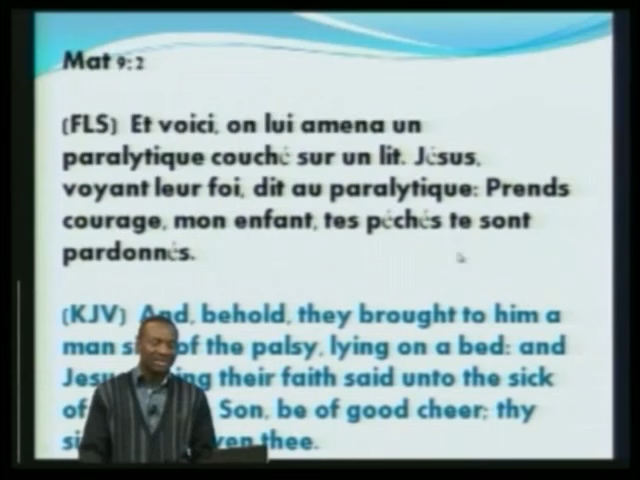 Mat 9:2
(FLS) Et voici, on lui amena un
paralytique couché sur un lit. Jésus,
voyant leur foi, dit au paralytique: Prends
courage, mon enfant, tes péchés te sont
pardonnés.
(KJV) And, behold, they brought to him a
man of the palsy, lying on a bed: and
their faith said unto the sick
of Son, be of good cheer; thy
thee.